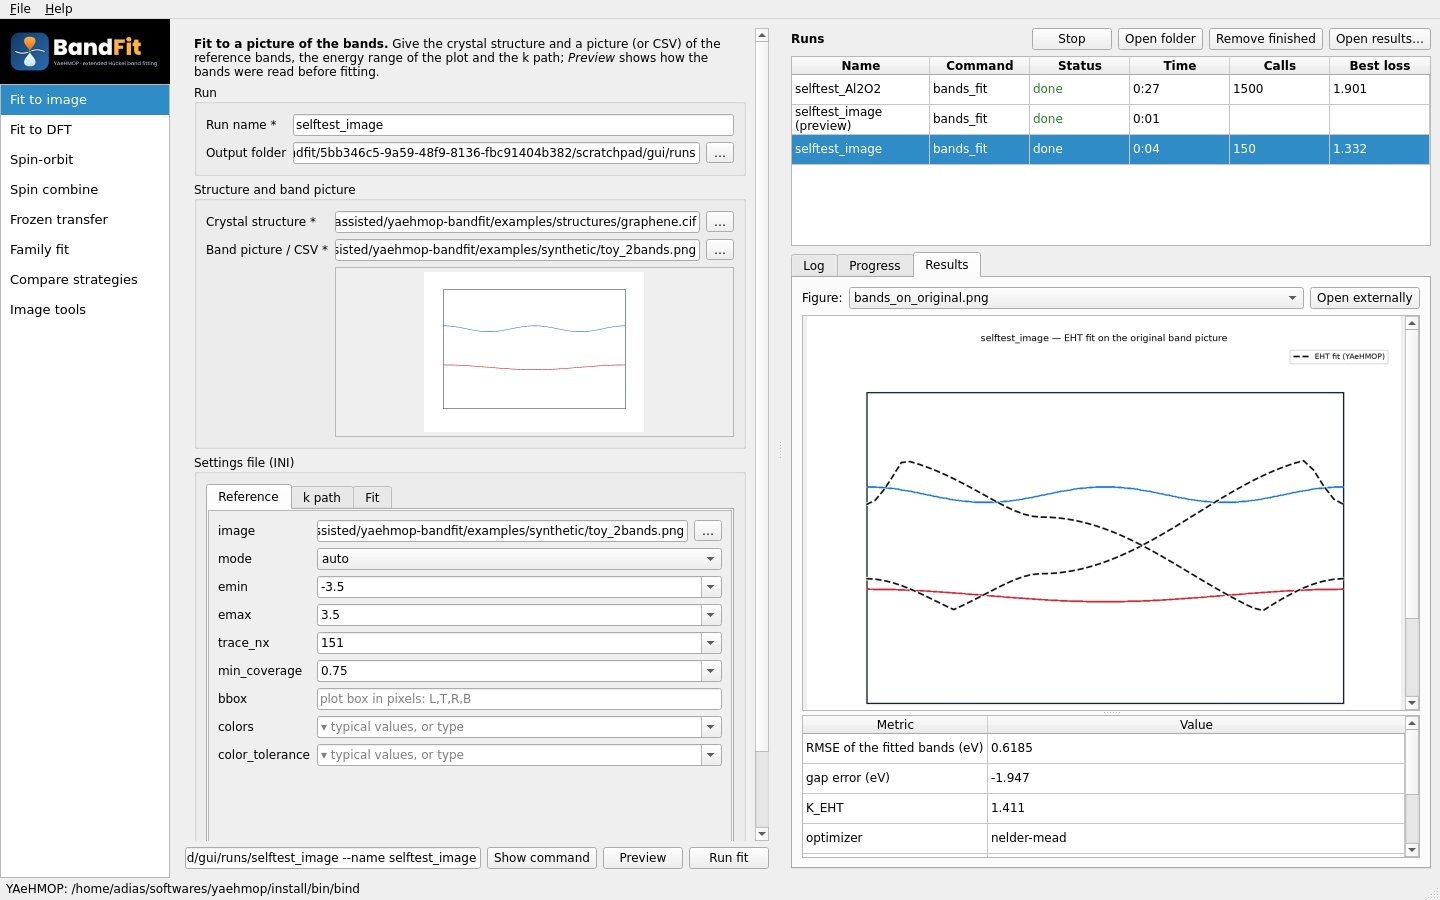 File Help
BandFit
YAeHMOP · extended Hückel band fitting
Fit to image
Fit to DFT
Spin-orbit
Spin combine
Frozen transfer
Family fit
Compare strategies
Image tools
Fit to a picture of the bands. Give the crystal structure and a picture (or CSV) of the
reference bands, the energy range of the plot and the k path; Preview shows how the
bands were read before fitting.
Run
Run name * selftest_image
Output folder dfit/5bb346c5-9a59-48f9-8136-fbc91404b382/scratchpad/gui/runs ...
Structure and band picture
Crystal structure * assisted/yaehmop-bandfit/examples/structures/graphene.cif ...
Band picture / CSV * sisted/yaehmop-bandfit/examples/synthetic/toy_2bands.png ...
Settings file (INI)
Reference k path Fit
image ssisted/yaehmop-bandfit/examples/synthetic/toy_2bands.png ...
mode auto
emin -3.5
emax 3.5
trace_nx 151
min_coverage 0.75
bbox plot box in pixels: L,T,R,B
colors ▾ typical values, or type
color_tolerance ▾ typical values, or type
d/gui/runs/selftest_image --name selftest_image Show command Preview Run fit
Runs Stop Open folder Remove finished Open results...
Name Command Status Time Calls Best loss
selftest_Al2O2 bands_fit done 0:27 1500 1.901
selftest_image
(preview) bands_fit done 0:01
selftest_image bands_fit done 0:04 150 1.332
Log Progress Results
Figure: bands_on_original.png Open externally
selftest_image — EHT fit on the original band picture
EHT fit (YAeHMOP)
Metric Value
RMSE of the fitted bands (eV) 0.6185
gap error (eV) -1.947
K_EHT 1.411
optimizer nelder-mead
YAeHMOP: /home/adias/softwares/yaehmop/install/bin/bind